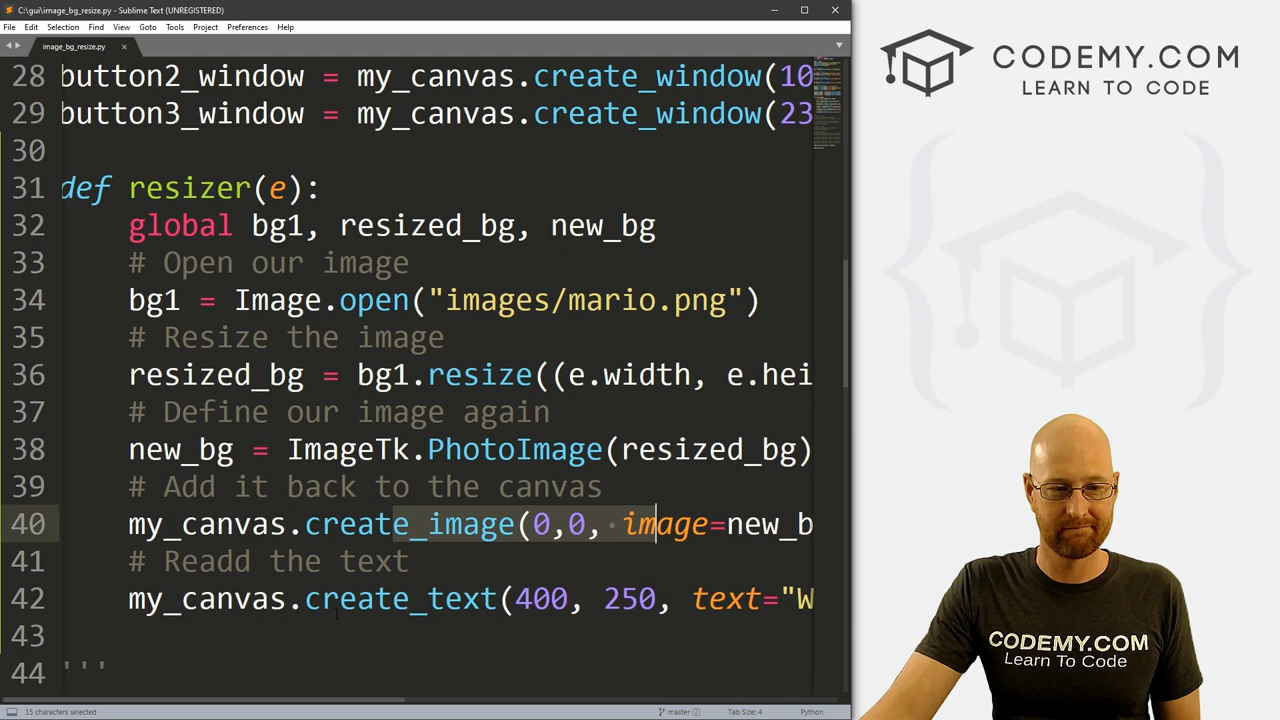 C:\gui\image_bg_resize.py - Sublime Text (UNREGISTERED)
File Edit Selection Find View Goto Tools Project Preferences Help
image_bg_resize.py
28 button2_window = my_canvas.create_window(10
29 button3_window = my_canvas.create_window(23
30
31 def resizer(e):
32 global bg1, resized_bg, new_bg
33 # Open our image
34 bg1 = Image.open("images/mario.png")
35 # Resize the image
36 resized_bg = bg1.resize((e.width, e.hei
37 # Define our image again
38 new_bg = ImageTk.PhotoImage(resized_bg)
39 # Add it back to the canvas
40 my_canvas.create_image(0,0, image=new_b
41 # Readd the text
42 my_canvas.create_text(400, 250, text="W
43
44 '''
15 characters selected master 2 Tab Size: 4 Python
CODEMY.COM
LEARN TO CODE
CODEMY.COM
Learn To Code